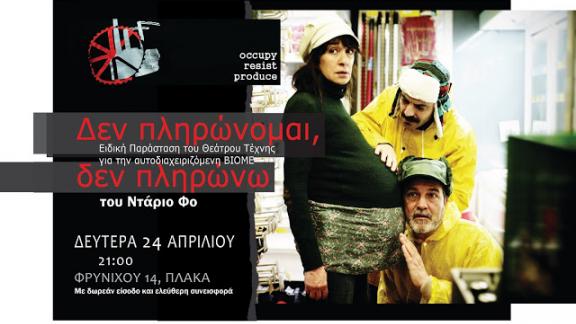 occupy
resist
produce
Δεν πληρώνομαι,
Ειδική Παράσταση του Θεάτρου Τέχνης
για την αυτοδιαχειριζόμενη ΒΙΟΜΕ
δεν πληρώνω
του Ντάριο Φο
ΔΕΥΤΕΡΑ 24 ΑΠΡΙΛΙΟΥ
21:00
ΦΡΥΝΙΧΟΥ 14, ΠΛΑΚΑ
Με δωρεάν είσοδο και ελεύθερη συνεισφορά